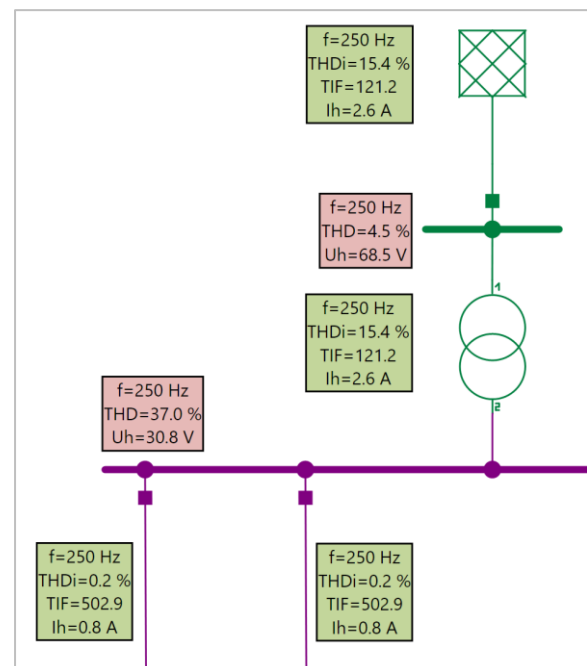 f=250 Hz
THDi=15.4 %
TIF=121.2
Ih=2.6 A
f=250 Hz
THD=4.5 %
Uh=68.5 V
1
f=250 Hz
THDi=15.4 %
TIF=121.2
Ih=2.6 A
2
f=250 Hz
THD=37.0 %
Uh=30.8 V
f=250 Hz
THDi=0.2 %
TIF=502.9
Ih=0.8 A
f=250 Hz
THDi=0.2 %
TIF=502.9
Ih=0.8 A